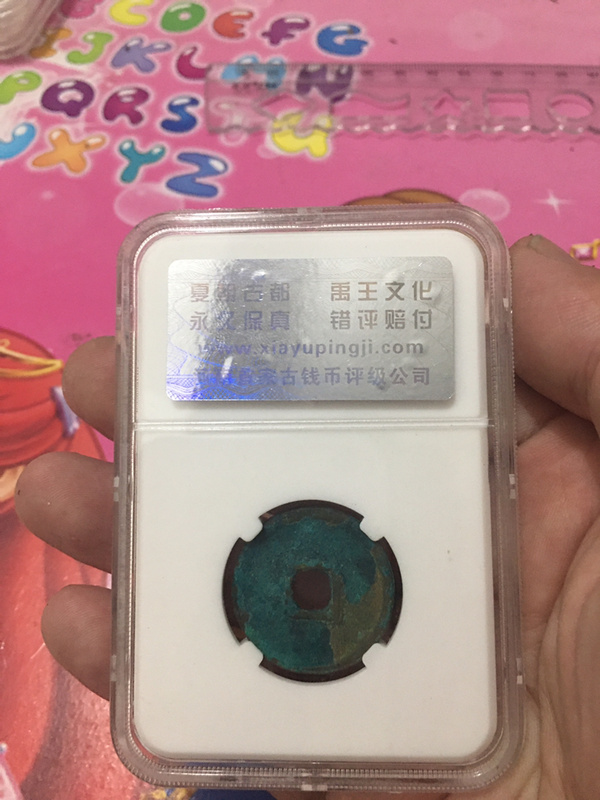 C D E F G
J K L M N
P Q R S
X Y Z
夏朝古都 禹王文化
永久保真 错评赔付
www.xiayupingji.com
古钱币评级公司